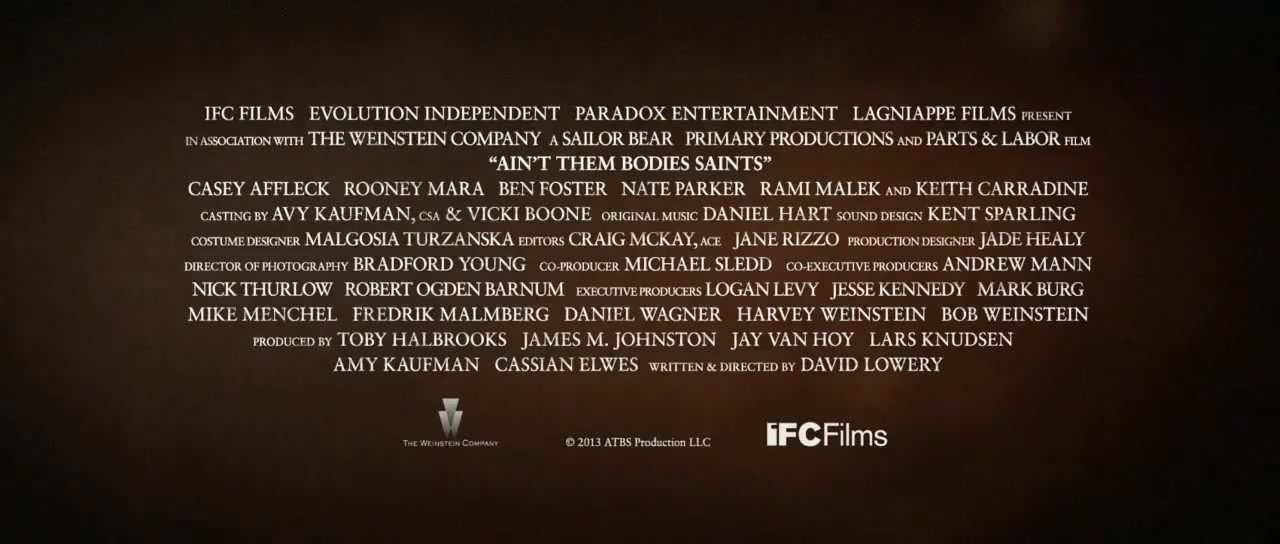 IFC FILMS EVOLUTION INDEPENDENT PARADOX ENTERTAINMENT LAGNIAPPE FILMS PRESENT
IN ASSOCIATION WITH THE WEINSTEIN COMPANY A SAILOR BEAR PRIMARY PRODUCTIONS AND PARTS & LABOR FILM
“AIN’T THEM BODIES SAINTS”
CASEY AFFLECK ROONEY MARA BEN FOSTER NATE PARKER RAMI MALEK AND KEITH CARRADINE
CASTING BY AVY KAUFMAN, CSA & VICKI BOONE ORIGINAL MUSIC DANIEL HART SOUND DESIGN KENT SPARLING
COSTUME DESIGNER MALGOSIA TURZANSKA EDITORS CRAIG MCKAY, ACE JANE RIZZO PRODUCTION DESIGNER JADE HEALY
DIRECTOR OF PHOTOGRAPHY BRADFORD YOUNG CO-PRODUCER MICHAEL SLEDD CO-EXECUTIVE PRODUCERS ANDREW MANN
NICK THURLOW ROBERT OGDEN BARNUM EXECUTIVE PRODUCERS LOGAN LEVY JESSE KENNEDY MARK BURG
MIKE MENCHEL FREDRIK MALMBERG DANIEL WAGNER HARVEY WEINSTEIN BOB WEINSTEIN
PRODUCED BY TOBY HALBROOKS JAMES M. JOHNSTON JAY VAN HOY LARS KNUDSEN
AMY KAUFMAN CASSIAN ELWES WRITTEN & DIRECTED BY DAVID LOWERY
THE WEINSTEIN COMPANY © 2013 ATBS Production LLC IFC Films